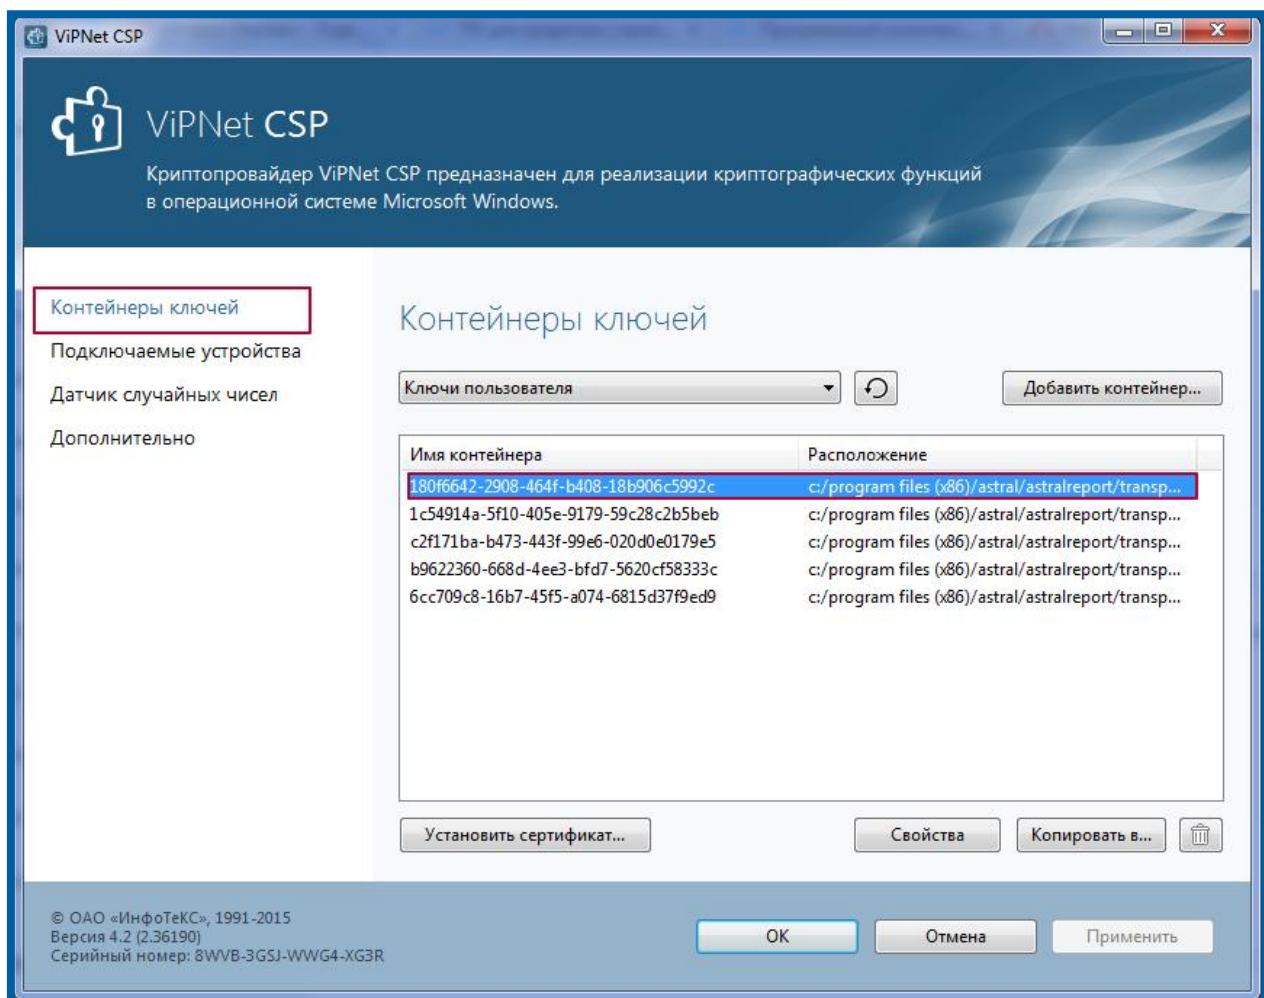 ViPNet CSP
ViPNet CSP
Криптопровайдер ViPNet CSP предназначен для реализации криптографических функций
в операционной системе Microsoft Windows.
Контейнеры ключей
Подключаемые устройства
Датчик случайных чисел
Дополнительно
Контейнеры ключей
Ключи пользователя
Добавить контейнер...
Имя контейнера Расположение
180f6642-2908-464f-b408-18b906c5992c c:/program files (x86)/astral/astralreport/transp...
1c54914a-5f10-405e-9179-59c28c2b5beb c:/program files (x86)/astral/astralreport/transp...
c2f171ba-b473-443f-99e6-020d0e0179e5 c:/program files (x86)/astral/astralreport/transp...
b9622360-668d-4ee3-bfd7-5620cf58333c c:/program files (x86)/astral/astralreport/transp...
6cc709c8-16b7-45f5-a074-6815d37f9ed9 c:/program files (x86)/astral/astralreport/transp...
Установить сертификат...
Свойства
Копировать в...
© ОАО «ИнфоТеКС», 1991-2015
Версия 4.2 (2.36190)
Серийный номер: 8WVB-3GSJ-WWG4-XG3R
OK
Отмена
Применить